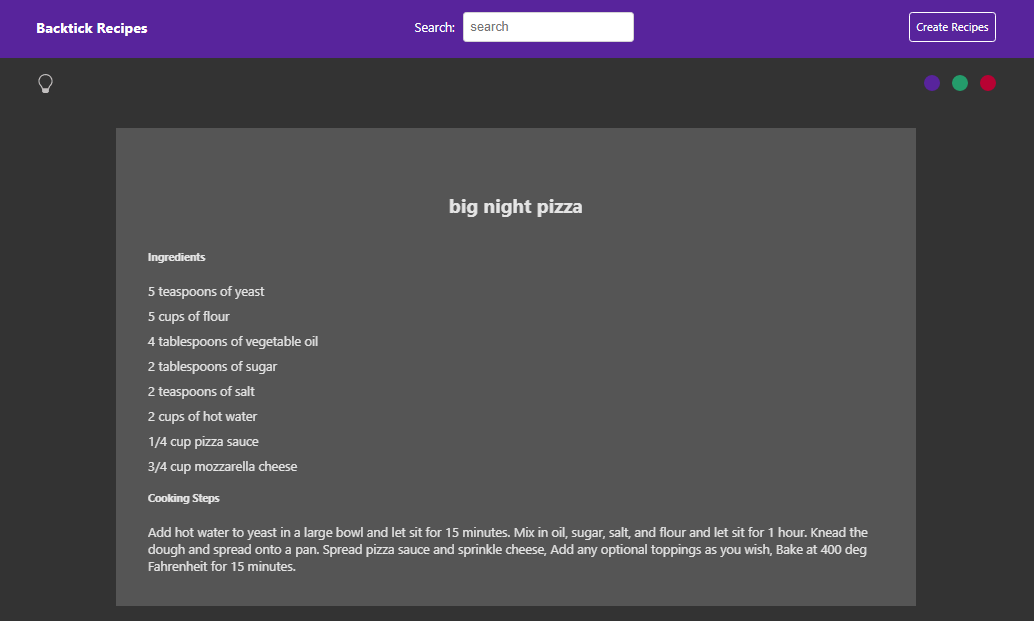 Backtick Recipes
Search: search
Create Recipes
big night pizza
Ingredients
5 teaspoons of yeast
5 cups of flour
4 tablespoons of vegetable oil
2 tablespoons of sugar
2 teaspoons of salt
2 cups of hot water
1/4 cup pizza sauce
3/4 cup mozzarella cheese
Cooking Steps
Add hot water to yeast in a large bowl and let sit for 15 minutes. Mix in oil, sugar, salt, and flour and let sit for 1 hour. Knead the
dough and spread onto a pan. Spread pizza sauce and sprinkle cheese, Add any optional toppings as you wish, Bake at 400 deg
Fahrenheit for 15 minutes.